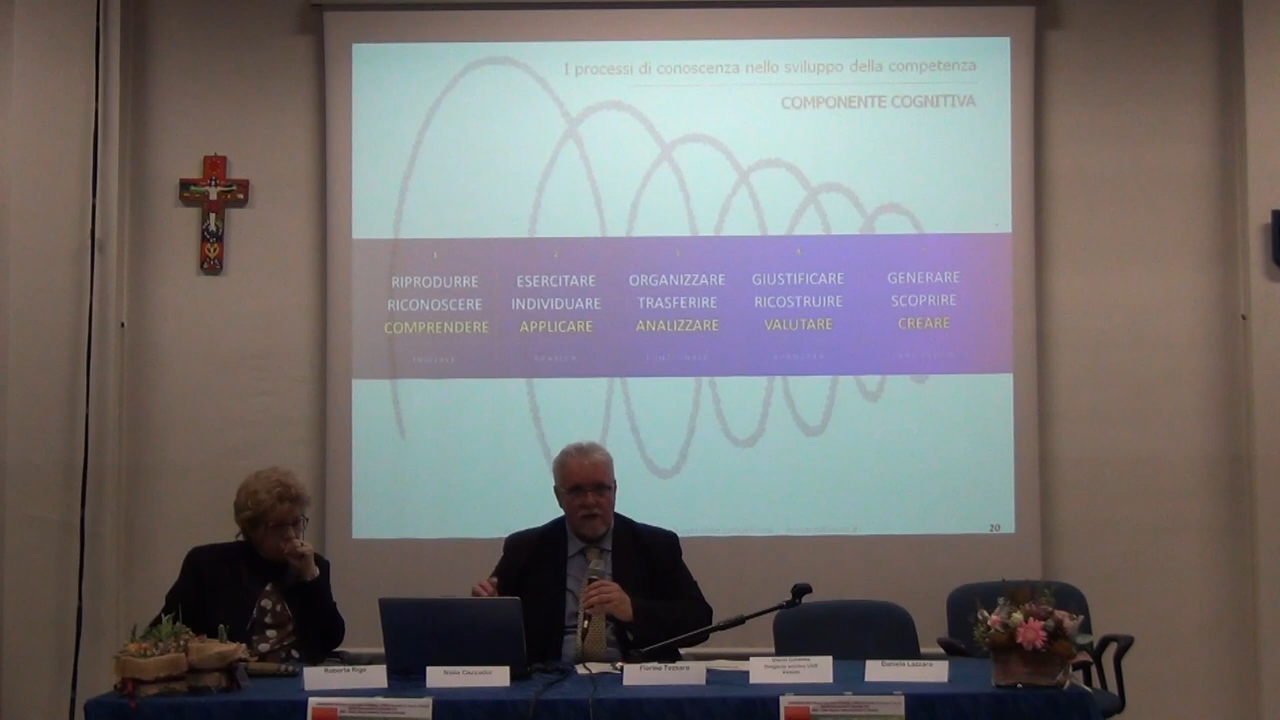 I processi di conoscenza nello sviluppo della competenza
COMPONENTE COGNITIVA
RIPRODURRE
RICONOSCERE
COMPRENDERE
ESERCITARE
INDIVIDUARE
APPLICARE
ORGANIZZARE
TRASFERIRE
ANALIZZARE
GIUSTIFICARE
RICOSTRUIRE
VALUTARE
GENERARE
SCOPRIRE
CREARE
20
Roberta Rigo
Fiorino Tessaro
Daniela Lazzaro